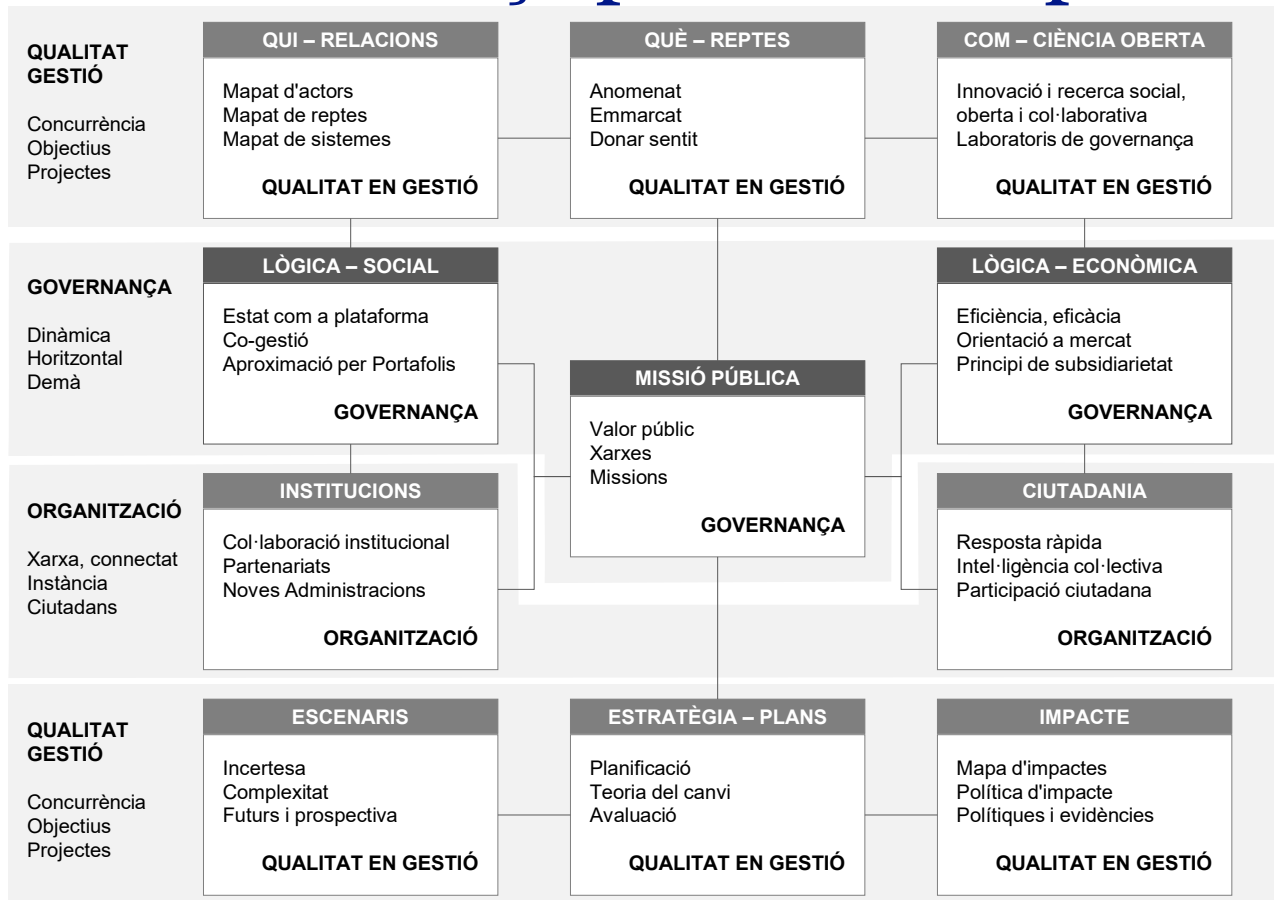 QUALITAT
GESTIÓ
Concurrència
Objectius
Projectes
QUI – RELACIONS
Mapat d'actors
Mapat de reptes
Mapat de sistemes
QUALITAT EN GESTIÓ
QUÈ – REPTES
Anomenat
Emmarcat
Donar sentit
QUALITAT EN GESTIÓ
COM – CIÈNCIA OBERTA
Innovació i recerca social,
oberta i col·laborativa
Laboratoris de governança
QUALITAT EN GESTIÓ
GOVERNANÇA
Dinàmica
Horitzontal
Demà
LÒGICA – SOCIAL
Estat com a plataforma
Co-gestió
Aproximació per Portafolis
GOVERNANÇA
MISSIÓ PÚBLICA
Valor públic
Xarxes
Missions
GOVERNANÇA
LÒGICA – ECONÒMICA
Eficiència, eficàcia
Orientació a mercat
Principi de subsidiarietat
GOVERNANÇA
ORGANITZACIÓ
Xarxa, connectat
Instància
Ciutadans
INSTITUCIONS
Col·laboració institucional
Partenariats
Noves Administracions
ORGANITZACIÓ
CIUTADANIA
Resposta ràpida
Intel·ligència col·lectiva
Participació ciutadana
ORGANITZACIÓ
QUALITAT
GESTIÓ
Concurrència
Objectius
Projectes
ESCENARIS
Incertesa
Complexitat
Futurs i prospectiva
QUALITAT EN GESTIÓ
ESTRATÈGIA – PLANS
Planificació
Teoria del canvi
Avaluació
QUALITAT EN GESTIÓ
IMPACTE
Mapa d'impactes
Política d'impacte
Polítiques i evidències
QUALITAT EN GESTIÓ